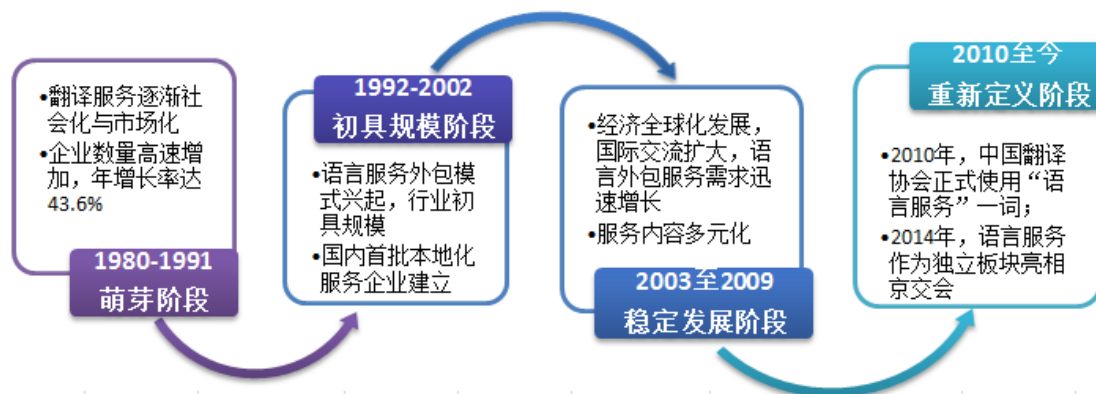 •翻译服务逐渐社
会化与市场化
•企业数量高速增
加，年增长率达
43.6%
1980-1991
萌芽阶段
1992-2002
初具规模阶段
•语言服务外包模
式兴起，行业初
具规模
•国内首批本地化
服务企业建立
•经济全球化发展，
国际交流扩大，语
言外包服务需求迅
速增长
•服务内容多元化
2003至2009
稳定发展阶段
2010至今
重新定义阶段
•2010年，中国翻译
协会正式使用“语
言服务”一词；
•2014年，语言服务
作为独立板块亮相
京交会